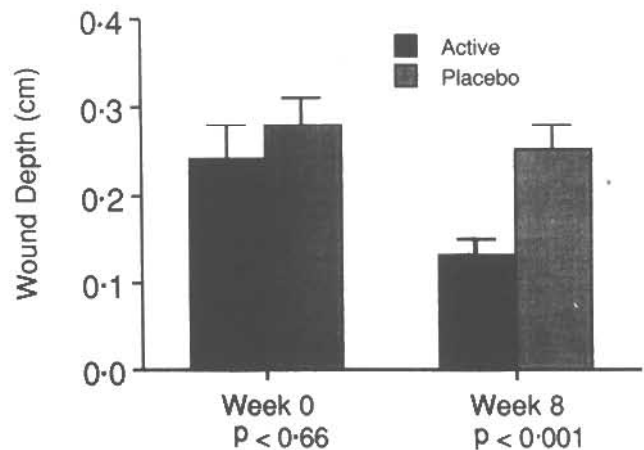 0·4
0·3
0·2
0·1
0·0
Wound Depth (cm)
Active
Placebo
Week 0
p < 0·66
Week 8
p < 0·001